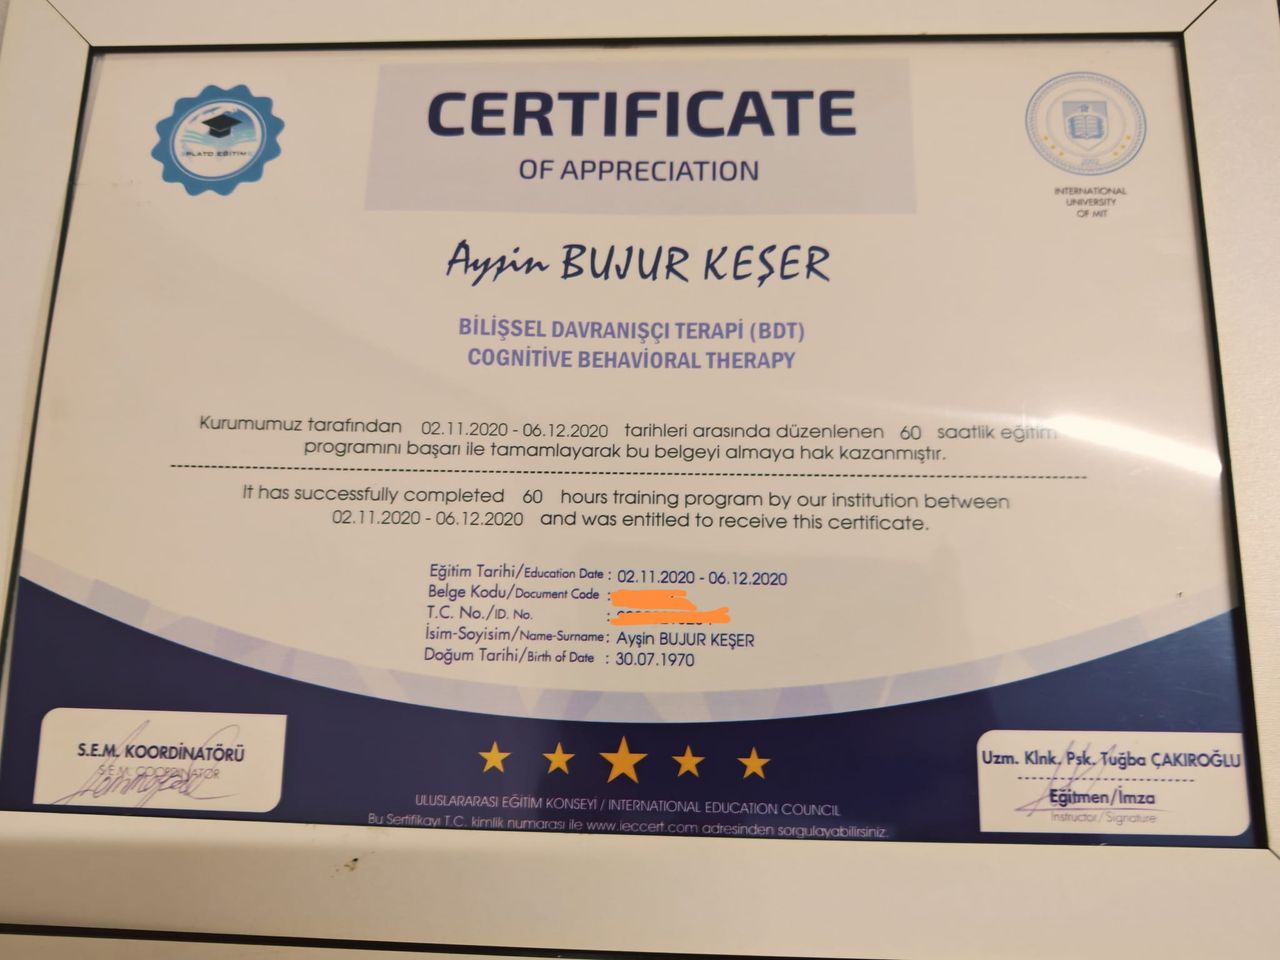 CERTIFICATE
OF APPRECIATION
PLATO EĞİTİM
2002
INTERNATIONAL
UNIVERSITY
OF MIT
Ayşin BUJUR KEŞER
BİLİŞSEL DAVRANIŞÇI TERAPİ (BDT)
COGNİTİVE BEHAVİORAL THERAPY
Kurumumuz tarafından 02.11.2020 - 06.12.2020 tarihleri arasında düzenlenen 60 saatlik eğitim
programını başarı ile tamamlayarak bu belgeyi almaya hak kazanmıştır.
It has successfully completed 60 hours training program by our institution between
02.11.2020 - 06.12.2020 and was entitled to receive this certificate.
Eğitim Tarihi/Education Date : 02.11.2020 - 06.12.2020
Belge Kodu/Document Code :
T.C. No./ID. No. :
İsim-Soyisim/Name-Surname : Ayşin BUJUR KEŞER
Doğum Tarihi/Birth of Date : 30.07.1970
S.E.M. KOORDİNATÖRÜ
S.E.M. COORDINATOR
Uzm. Klnk. Psk. Tuğba ÇAKIROĞLU
Eğitmen/İmza
Instructor/Signature
ULUSLARARASI EĞİTİM KONSEYİ / INTERNATIONAL EDUCATION COUNCIL
Bu Sertifikayı T.C. kimlik numarası ile www.ieccert.com adresinden sorgulayabilirsiniz.